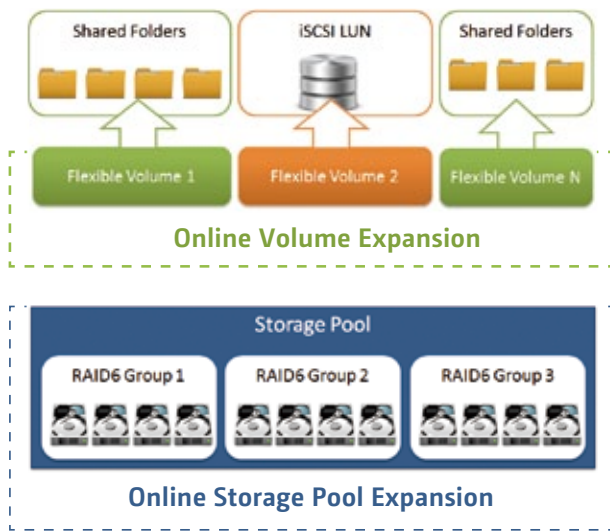 Shared Folders
iSCSI LUN
Shared Folders
Flexible Volume 1
Flexible Volume 2
Flexible Volume N
Online Volume Expansion
Storage Pool
RAID6 Group 1
RAID6 Group 2
RAID6 Group 3
Online Storage Pool Expansion